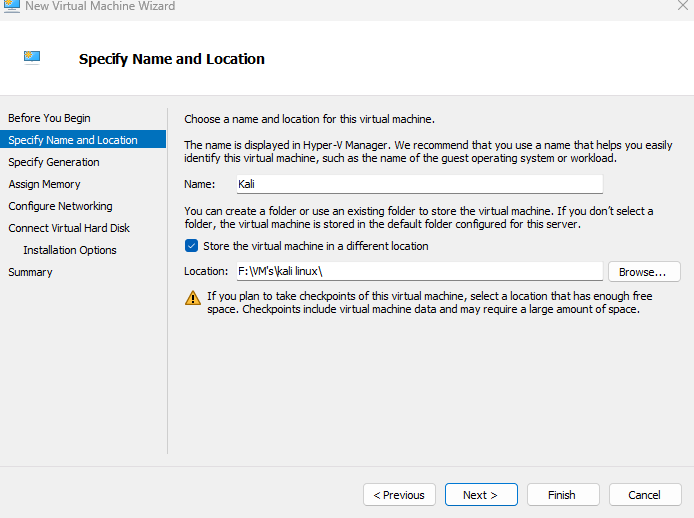 New Virtual Machine Wizard
Specify Name and Location
Before You Begin
Specify Name and Location
Specify Generation
Assign Memory
Configure Networking
Connect Virtual Hard Disk
Installation Options
Summary
Choose a name and location for this virtual machine.
The name is displayed in Hyper-V Manager. We recommend that you use a name that helps you easily
identify this virtual machine, such as the name of the guest operating system or workload.
Name: Kali
You can create a folder or use an existing folder to store the virtual machine. If you don't select a
folder, the virtual machine is stored in the default folder configured for this server.
Store the virtual machine in a different location
Location: F:\VM's\kali linux\ Browse...
If you plan to take checkpoints of this virtual machine, select a location that has enough free
space. Checkpoints include virtual machine data and may require a large amount of space.
< Previous Next > Finish Cancel